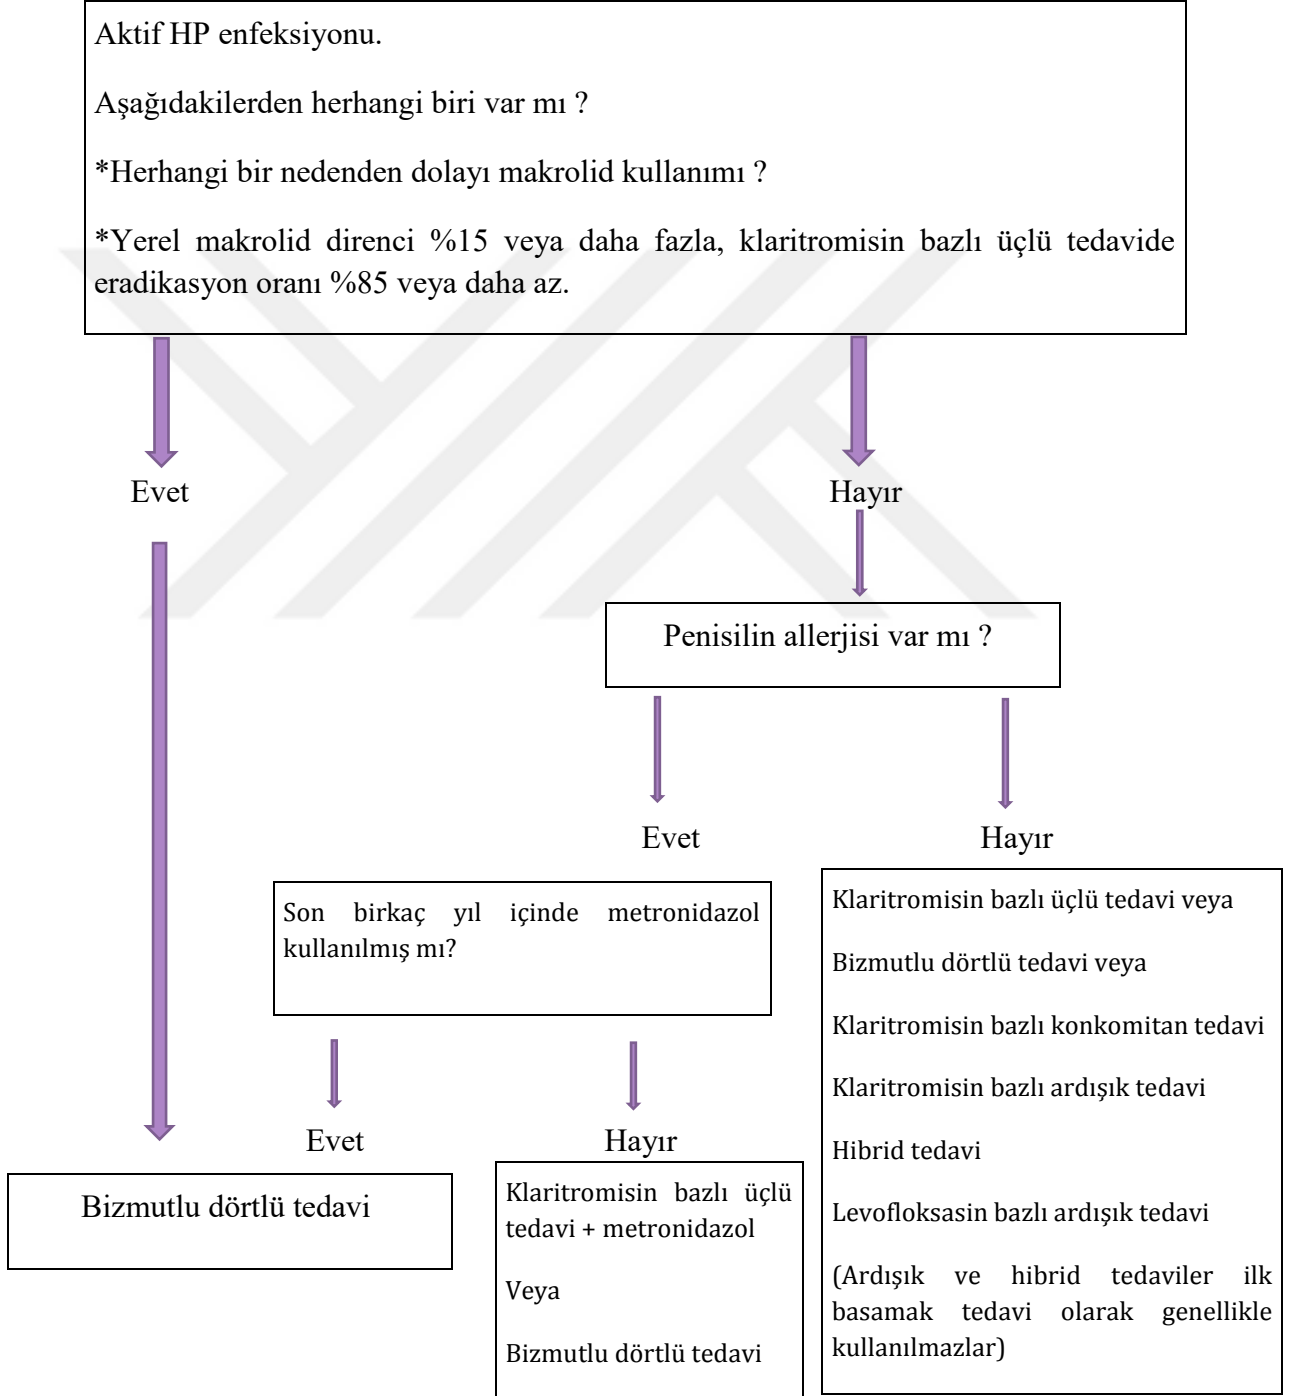 Aktif HP enfeksiyonu.
Aşağıdakilerden herhangi biri var mı ?
*Herhangi bir nedenden dolayı makrolid kullanımı ?
*Yerel makrolid direnci %15 veya daha fazla, klaritromisin bazlı üçlü tedavide
eradikasyon oranı %85 veya daha az.
Evet
Hayır
Penisilin allerjisi var mı ?
Evet
Hayır
Son birkaç yıl içinde metronidazol
kullanılmış mı?
Evet
Hayır
Bizmutlu dörtlü tedavi
Klaritromisin bazlı üçlü
tedavi + metronidazol
Veya
Bizmutlu dörtlü tedavi
Klaritromisin bazlı üçlü tedavi veya
Bizmutlu dörtlü tedavi veya
Klaritromisin bazlı konkomitan tedavi
Klaritromisin bazlı ardışık tedavi
Hibrid tedavi
Levofloksasin bazlı ardışık tedavi
(Ardışık ve hibrid tedaviler ilk
basamak tedavi olarak genellikle
kullanılmazlar)